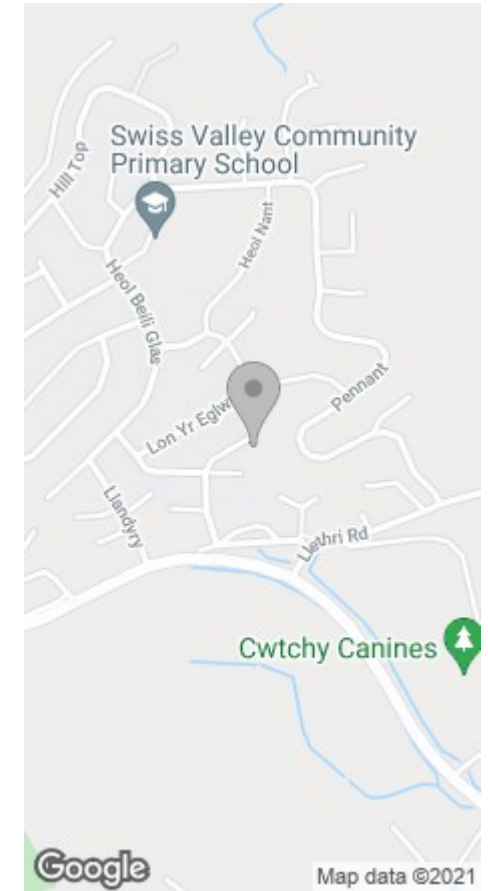 Swiss Valley Community
Primary School
Hill Top
Heol Nant
Heol Beili Glas
Lon Yr Eglw
Pennant
Llandyry
Llethri Rd
Cwtchy Canines
Google
Map data ©2021